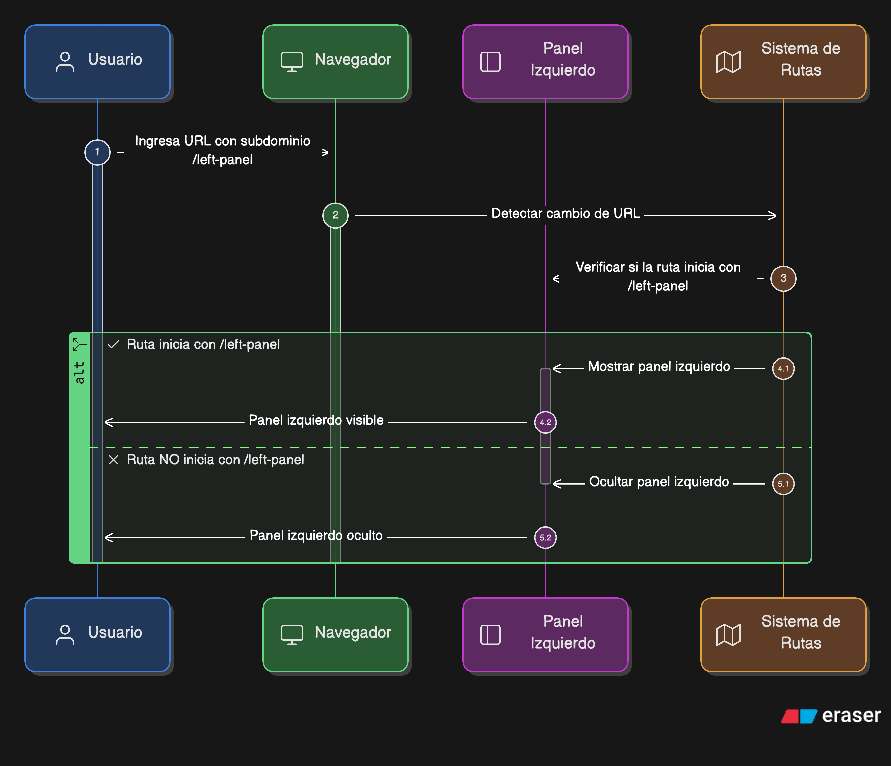 Usuario
Navegador
Panel
Izquierdo
Sistema de
Rutas
1
Ingresa URL con subdominio
/left-panel
2
Detectar cambio de URL
Verificar si la ruta inicia con
/left-panel
3
alt
Ruta inicia con /left-panel
Mostrar panel izquierdo
4.1
Panel izquierdo visible
4.2
Ruta NO inicia con /left-panel
Ocultar panel izquierdo
5.1
Panel izquierdo oculto
5.2
Usuario
Navegador
Panel
Izquierdo
Sistema de
Rutas
eraser